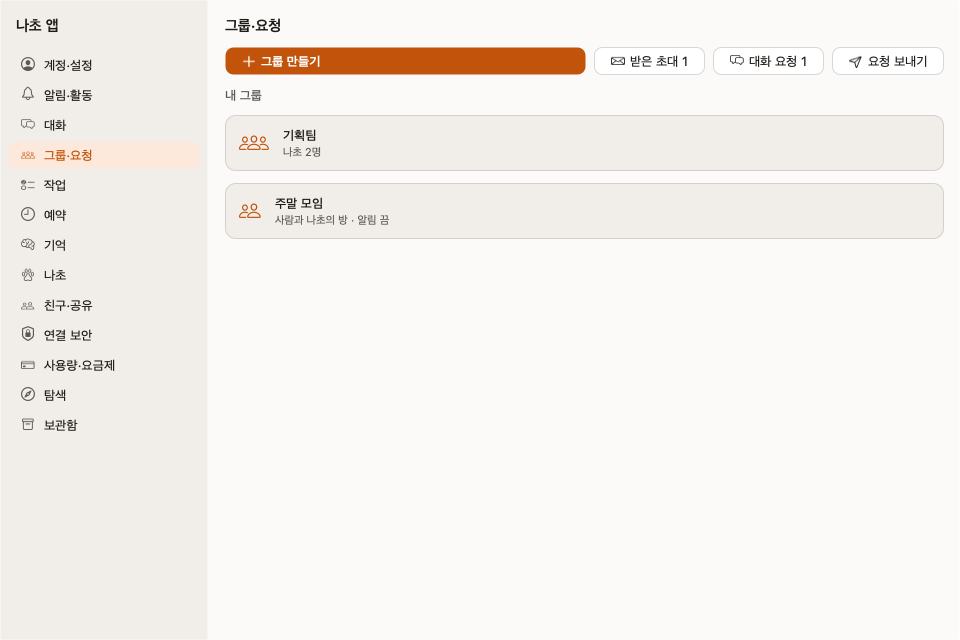 나초 앱
계정·설정
알림·활동
대화
그룹·요청
작업
예약
기억
나초
친구·공유
연결 보안
사용량·요금제
탐색
보관함
그룹·요청
그룹 만들기
받은 초대 1
대화 요청 1
요청 보내기
내 그룹
기획팀
나초 2명
주말 모임
사람과 나초의 방 · 알림 끔